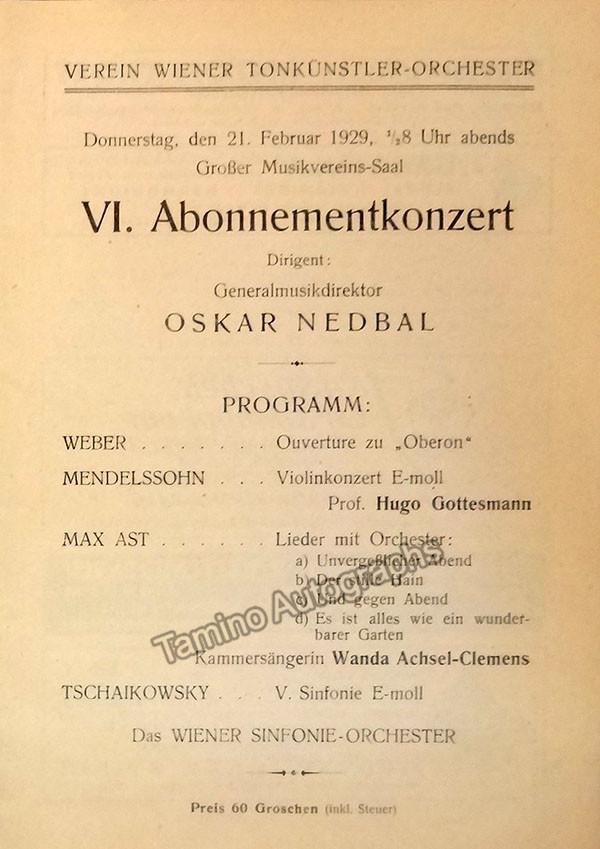 VEREIN WIENER TONKÜNSTLER-ORCHESTER
Donnerstag, den 21. Februar 1929, ½8 Uhr abends
Großer Musikvereins-Saal
VI. Abonnementkonzert
Dirigent:
Generalmusikdirektor
OSKAR NEDBAL
PROGRAMM:
WEBER . . . . . . . Ouverture zu „Oberon“
MENDELSSOHN . . . Violinkonzert E-moll
Prof. Hugo Gottesmann
MAX AST . . . . . . Lieder mit Orchester:
a) Unvergeßlicher Abend
b) Der stille Hain
c) Und gegen Abend
d) Es ist alles wie ein wunder-
barer Garten
Kammersängerin Wanda Achsel-Clemens
TSCHAIKOWSKY . . . V. Sinfonie E-moll
Das WIENER SINFONIE-ORCHESTER
Preis 60 Groschen (inkl. Steuer)
Tamino Autographs